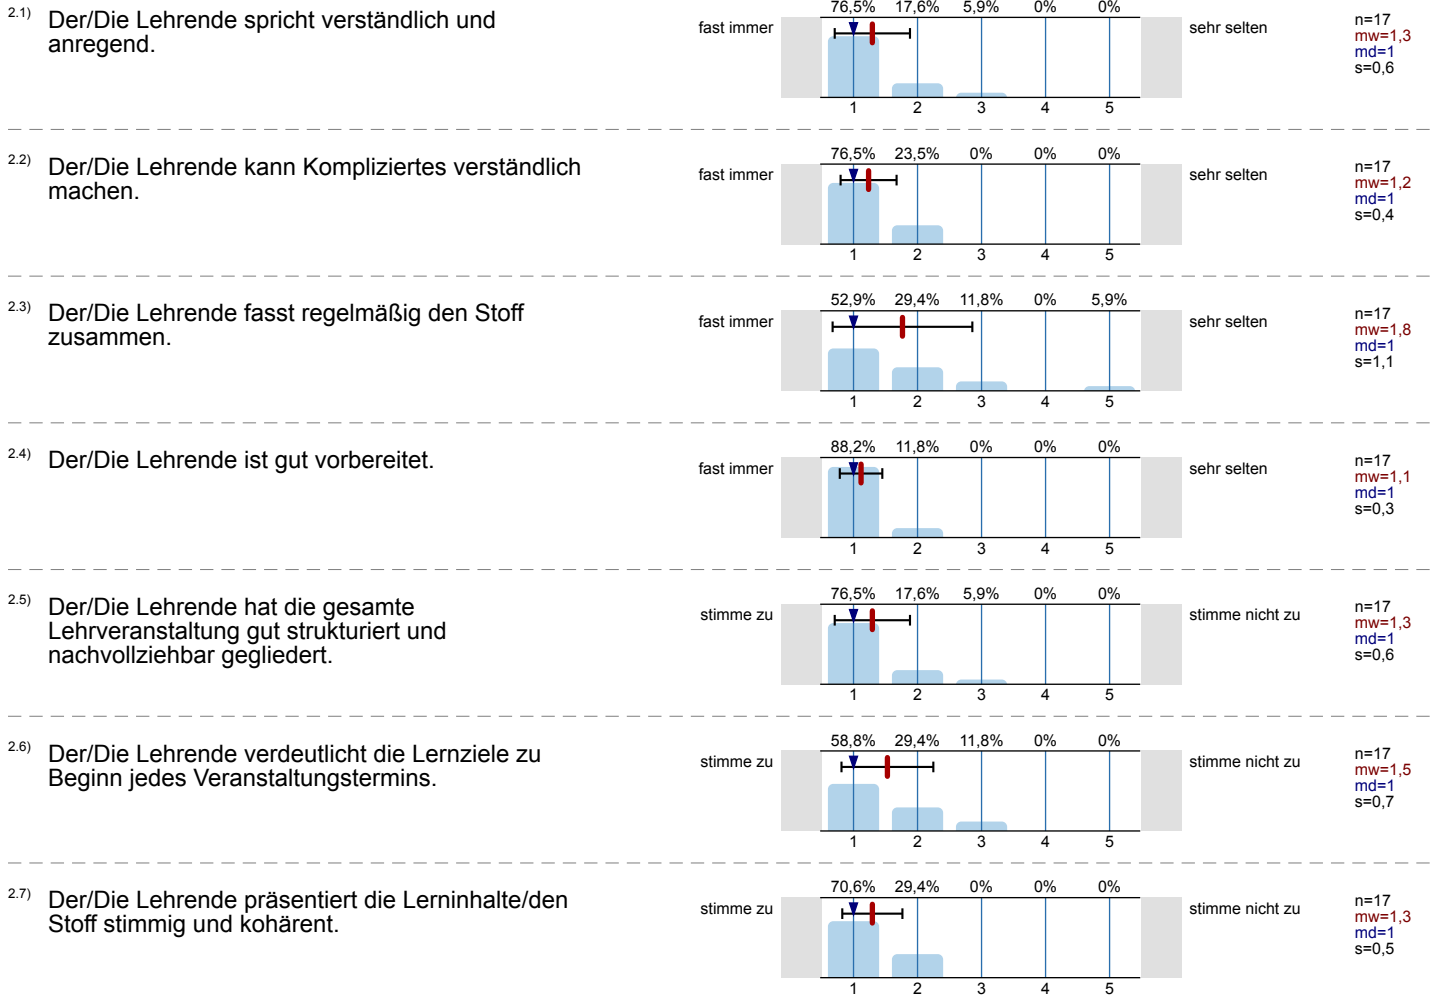 2.1) Der/Die Lehrende spricht verständlich und
anregend.
fast immer
76,5% 17,6% 5,9% 0% 0%
1 2 3 4 5
sehr selten
n=17
mw=1,3
md=1
s=0,6
2.2) Der/Die Lehrende kann Kompliziertes verständlich
machen.
fast immer
76,5% 23,5% 0% 0% 0%
1 2 3 4 5
sehr selten
n=17
mw=1,2
md=1
s=0,4
2.3) Der/Die Lehrende fasst regelmäßig den Stoff
zusammen.
fast immer
52,9% 29,4% 11,8% 0% 5,9%
1 2 3 4 5
sehr selten
n=17
mw=1,8
md=1
s=1,1
2.4) Der/Die Lehrende ist gut vorbereitet.
fast immer
88,2% 11,8% 0% 0% 0%
1 2 3 4 5
sehr selten
n=17
mw=1,1
md=1
s=0,3
2.5) Der/Die Lehrende hat die gesamte
Lehrveranstaltung gut strukturiert und
nachvollziehbar gegliedert.
stimme zu
76,5% 17,6% 5,9% 0% 0%
1 2 3 4 5
stimme nicht zu
n=17
mw=1,3
md=1
s=0,6
2.6) Der/Die Lehrende verdeutlicht die Lernziele zu
Beginn jedes Veranstaltungstermins.
stimme zu
58,8% 29,4% 11,8% 0% 0%
1 2 3 4 5
stimme nicht zu
n=17
mw=1,5
md=1
s=0,7
2.7) Der/Die Lehrende präsentiert die Lerninhalte/den
Stoff stimmig und kohärent.
stimme zu
70,6% 29,4% 0% 0% 0%
1 2 3 4 5
stimme nicht zu
n=17
mw=1,3
md=1
s=0,5